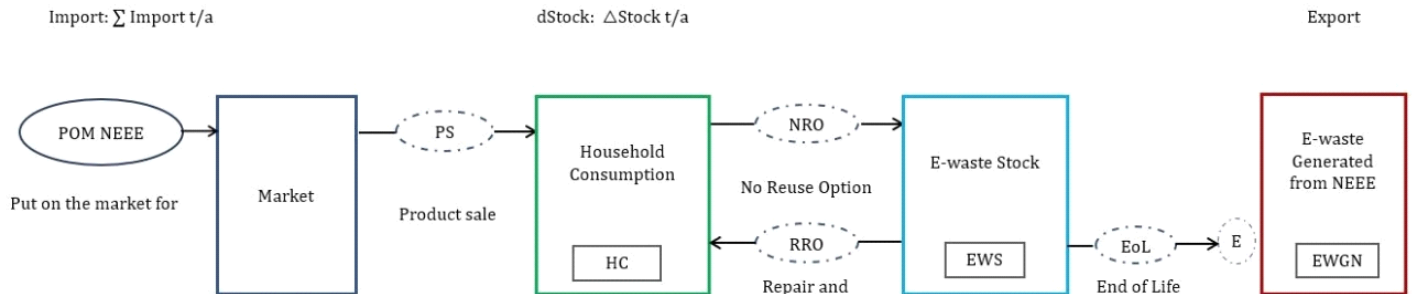 Import: ∑ Import t/a
dStock: △Stock t/a
Export
POM NEEE
Put on the market for
Market
PS
Product sale
Household
Consumption
HC
NRO
No Reuse Option
RRO
Repair and
E-waste Stock
EWS
EoL
End of Life
E
E-waste
Generated
from NEEE
EWGN